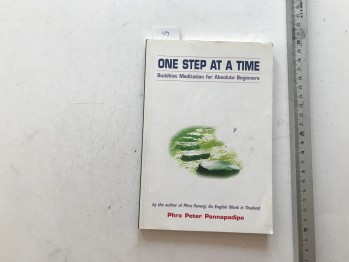 5
ONE STEP AT A TIME
Buddhist Meditation for Absolute Beginners
by the author of Phra Farang: An English Monk in Thailand
Phra Peter Pannapadipo